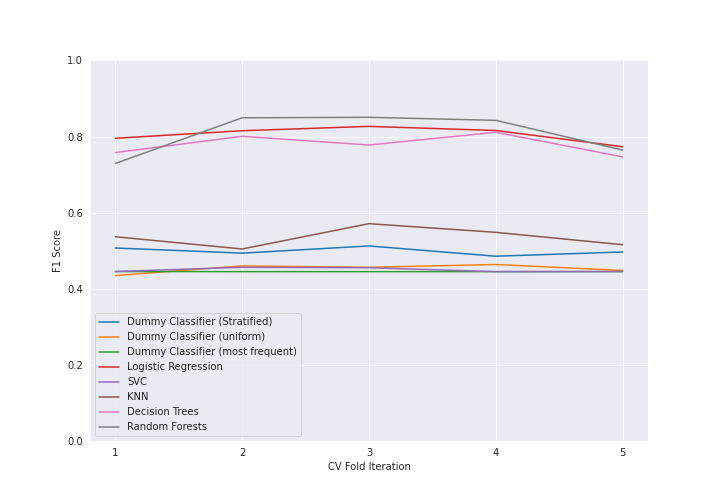 1.0
0.8
0.6
0.4
0.2
0.0
F1 Score
Dummy Classifier (Stratified)
Dummy Classifier (uniform)
Dummy Classifier (most frequent)
Logistic Regression
SVC
KNN
Decision Trees
Random Forests
1 2 3 4 5
CV Fold Iteration